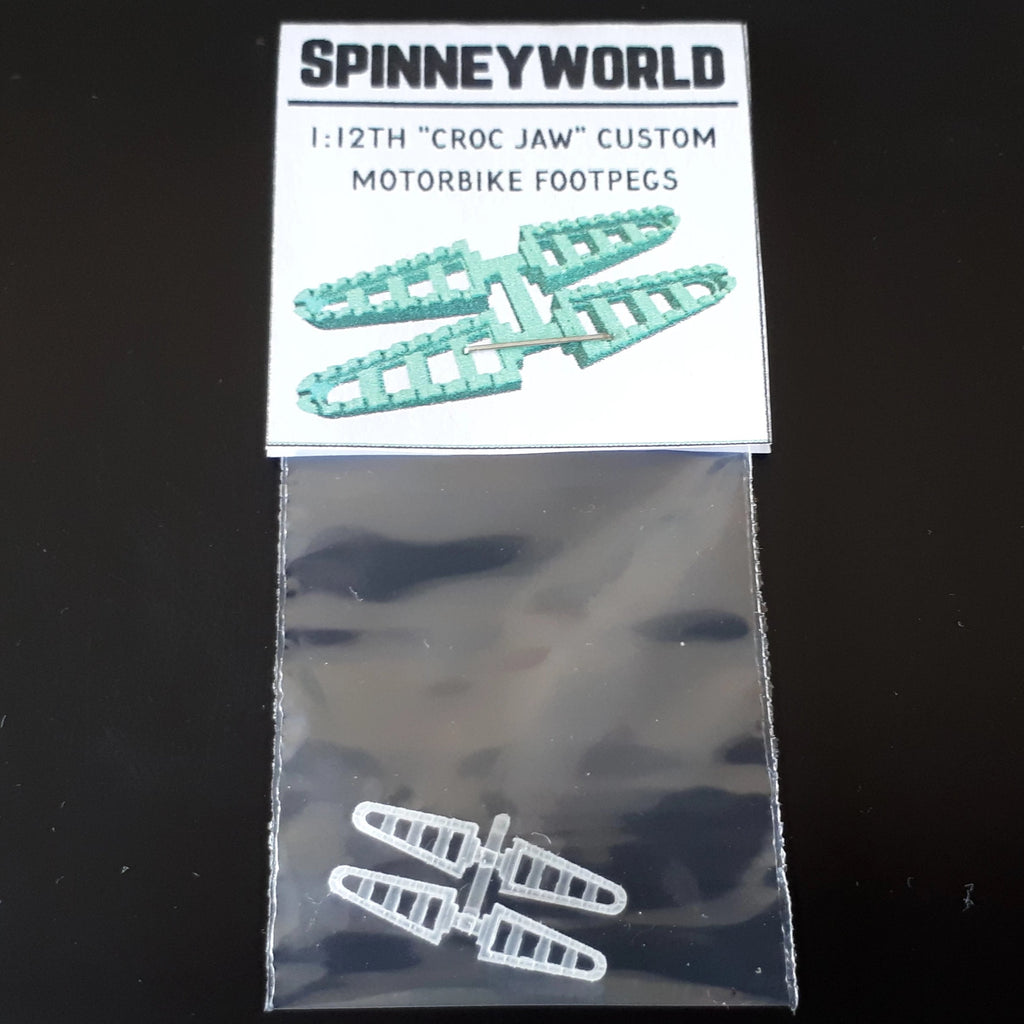 SPINNEYWORLD
1:12TH "CROC JAW" CUSTOM
MOTORBIKE FOOTPEGS